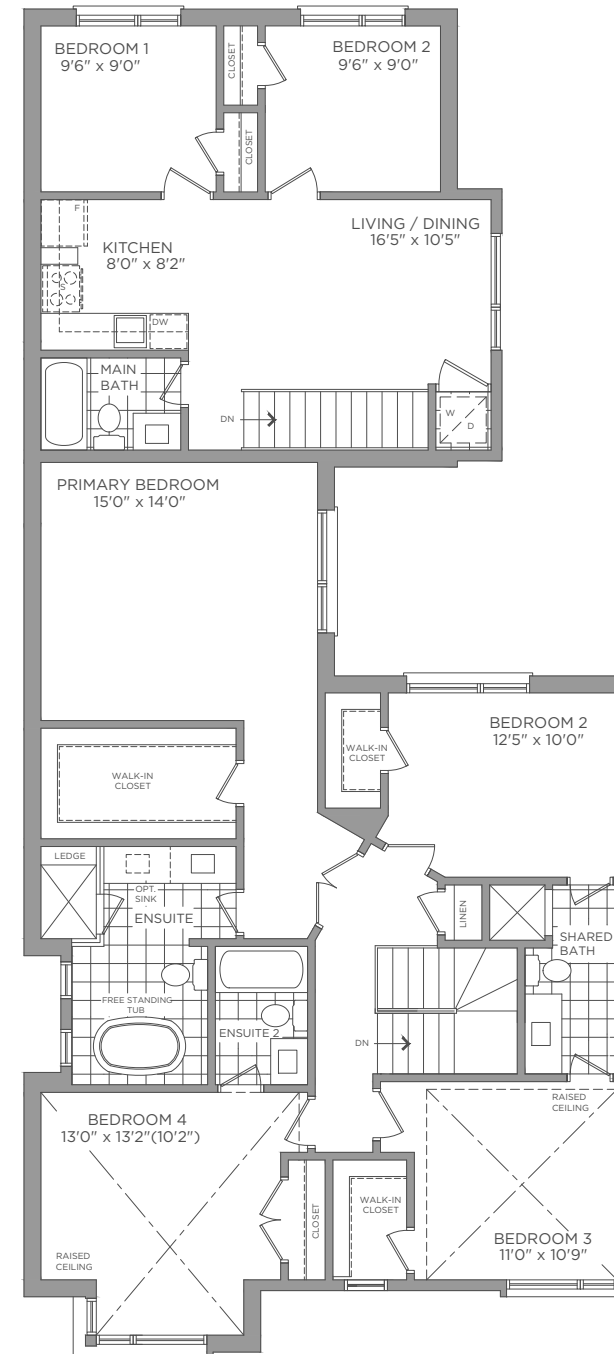 BEDROOM 1
9'6" x 9'0"
CLOSET
BEDROOM 2
9'6" x 9'0"
CLOSET
F
KITCHEN
8'0" x 8'2"
LIVING / DINING
16'5" x 10'5"
S
DW
MAIN
BATH
DN
W
D
PRIMARY BEDROOM
15'0" x 14'0"
BEDROOM 2
12'5" x 10'0"
WALK-IN
CLOSET
WALK-IN
CLOSET
LEDGE
OPT.
SINK
ENSUITE
LINEN
SHARED
BATH
FREE STANDING
TUB
ENSUITE 2
DN
BEDROOM 4
13'0" x 13'2"(10'2")
RAISED
CEILING
CLOSET
WALK-IN
CLOSET
RAISED
CEILING
BEDROOM 3
11'0" x 10'9"